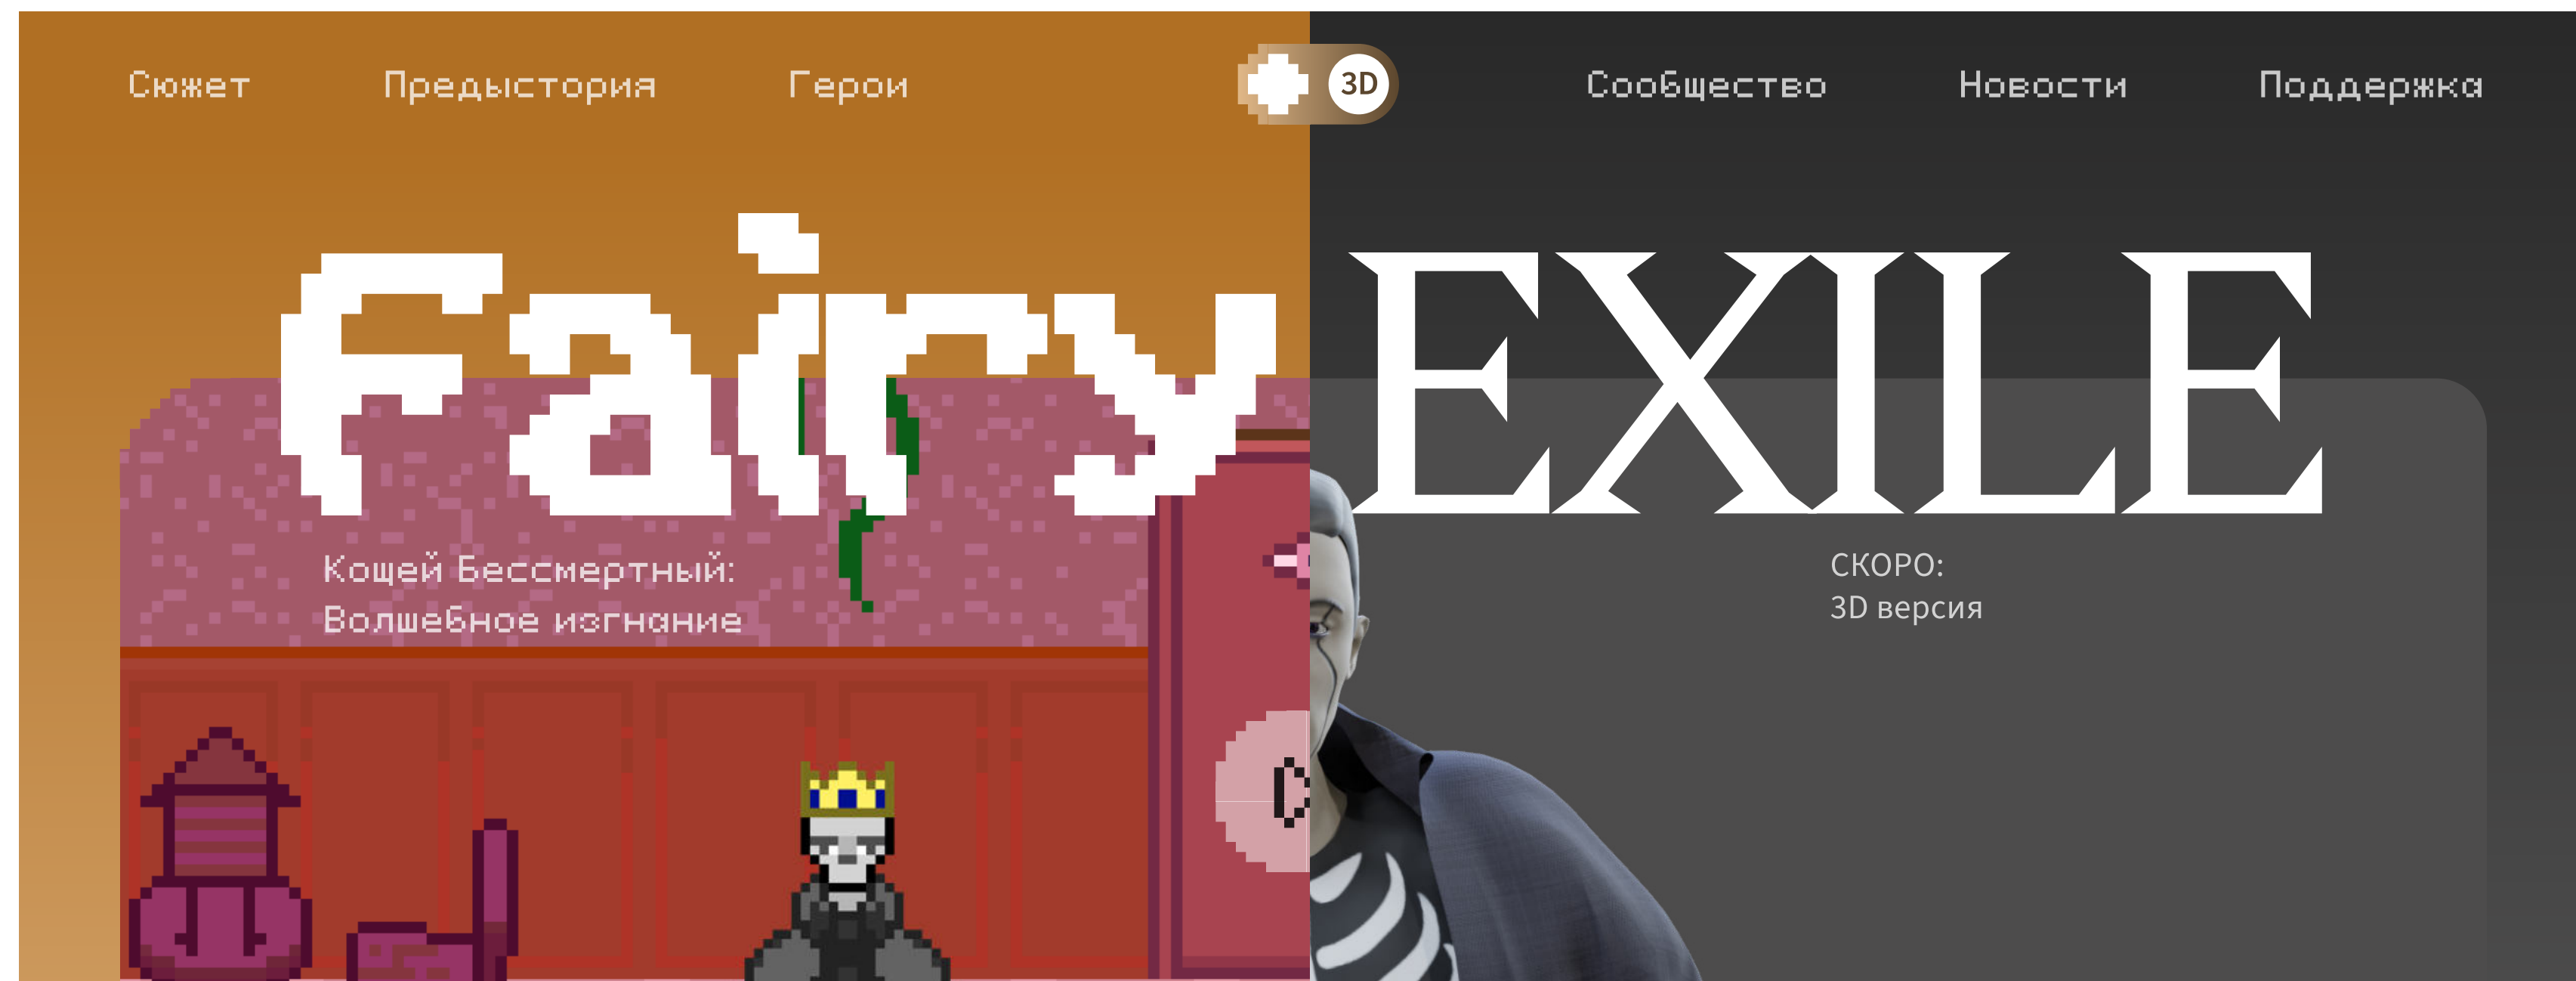 Сюжет
Предыстория
Герои
3D
Сообщество
Новости
Поддержка
Fairy
EXILE
Кощей Бессмертный:
Волшебное изгнание
СКОРО:
3D версия